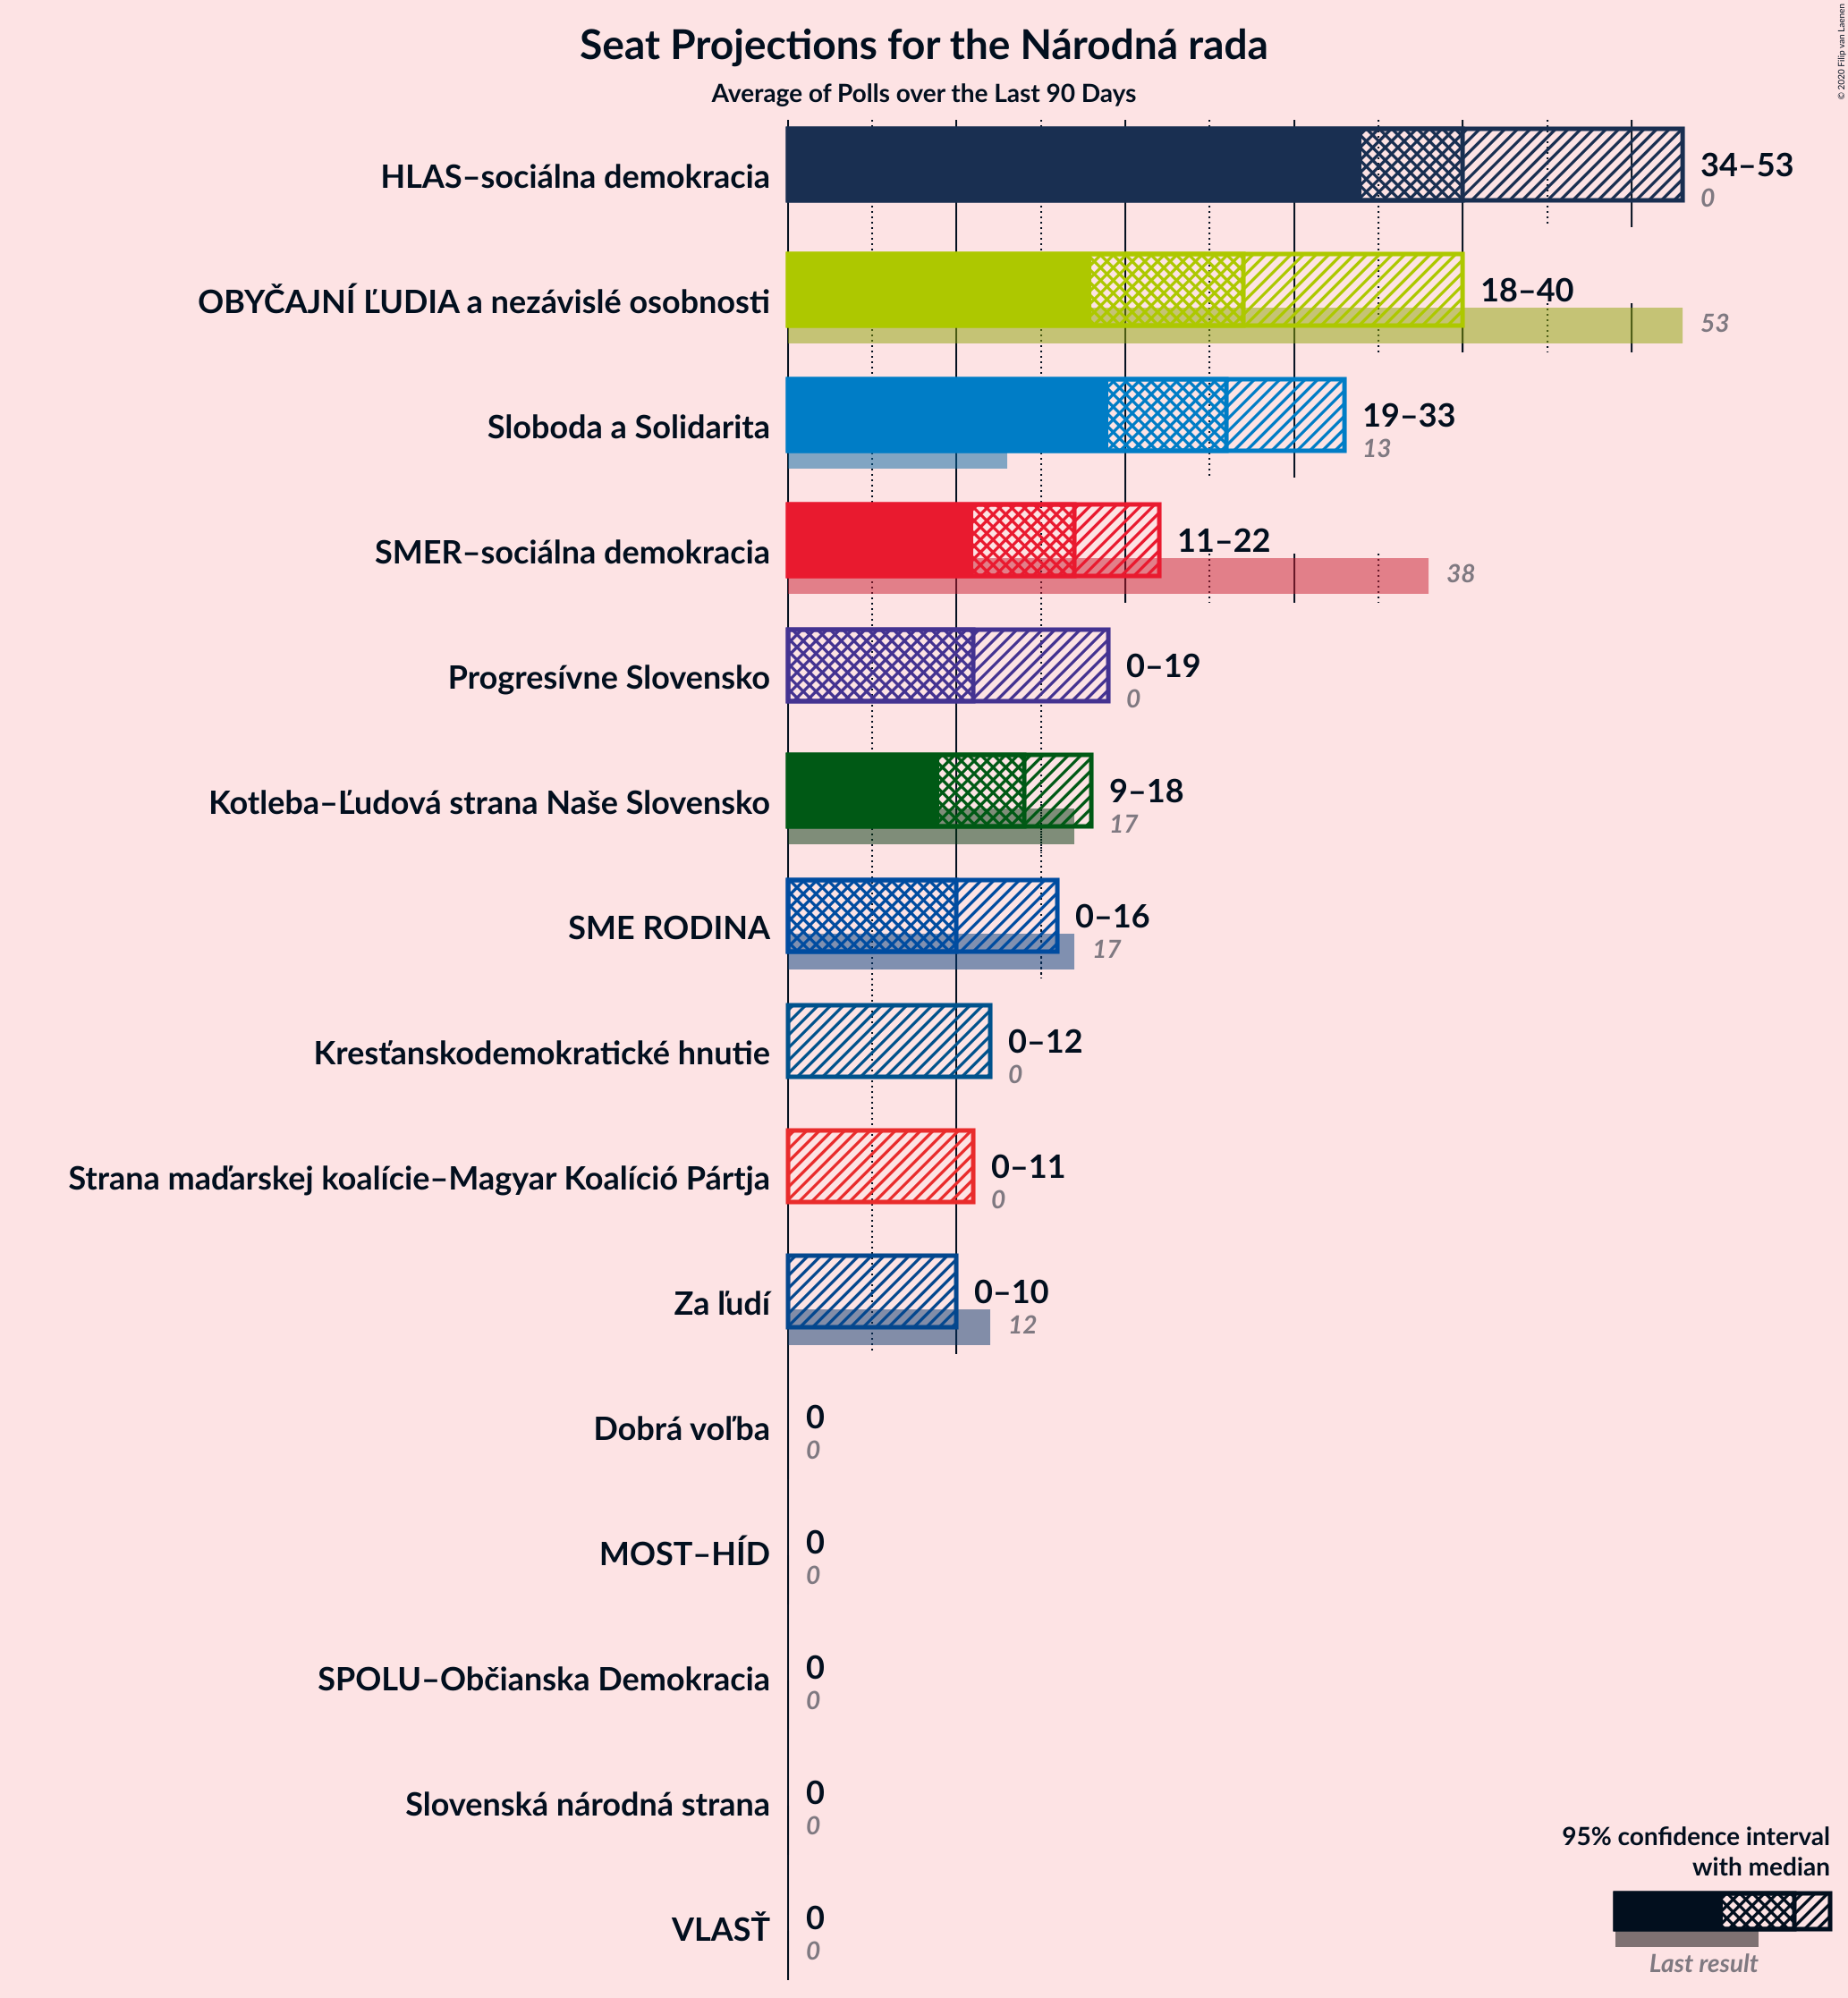 Seat Projections for the Národná rada
Average of Polls over the Last 90 Days
© 2020 Filip van Laenen
HLAS–sociálna demokracia
34–53
0
OBYČAJNÍ ĽUDIA a nezávislé osobnosti
18–40
53
Sloboda a Solidarita
19–33
13
SMER–sociálna demokracia
11–22
38
Progresívne Slovensko
0–19
0
Kotleba–Ľudová strana Naše Slovensko
9–18
17
SME RODINA
0–16
17
Kresťanskodemokratické hnutie
0–12
0
Strana maďarskej koalície–Magyar Koalíció Pártja
0–11
0
Za ľudí
0–10
12
Dobrá voľba
0
0
MOST–HÍD
0
0
SPOLU–Občianska Demokracia
0
0
Slovenská národná strana
0
0
VLASŤ
0
0
95% confidence interval
with median
Last result